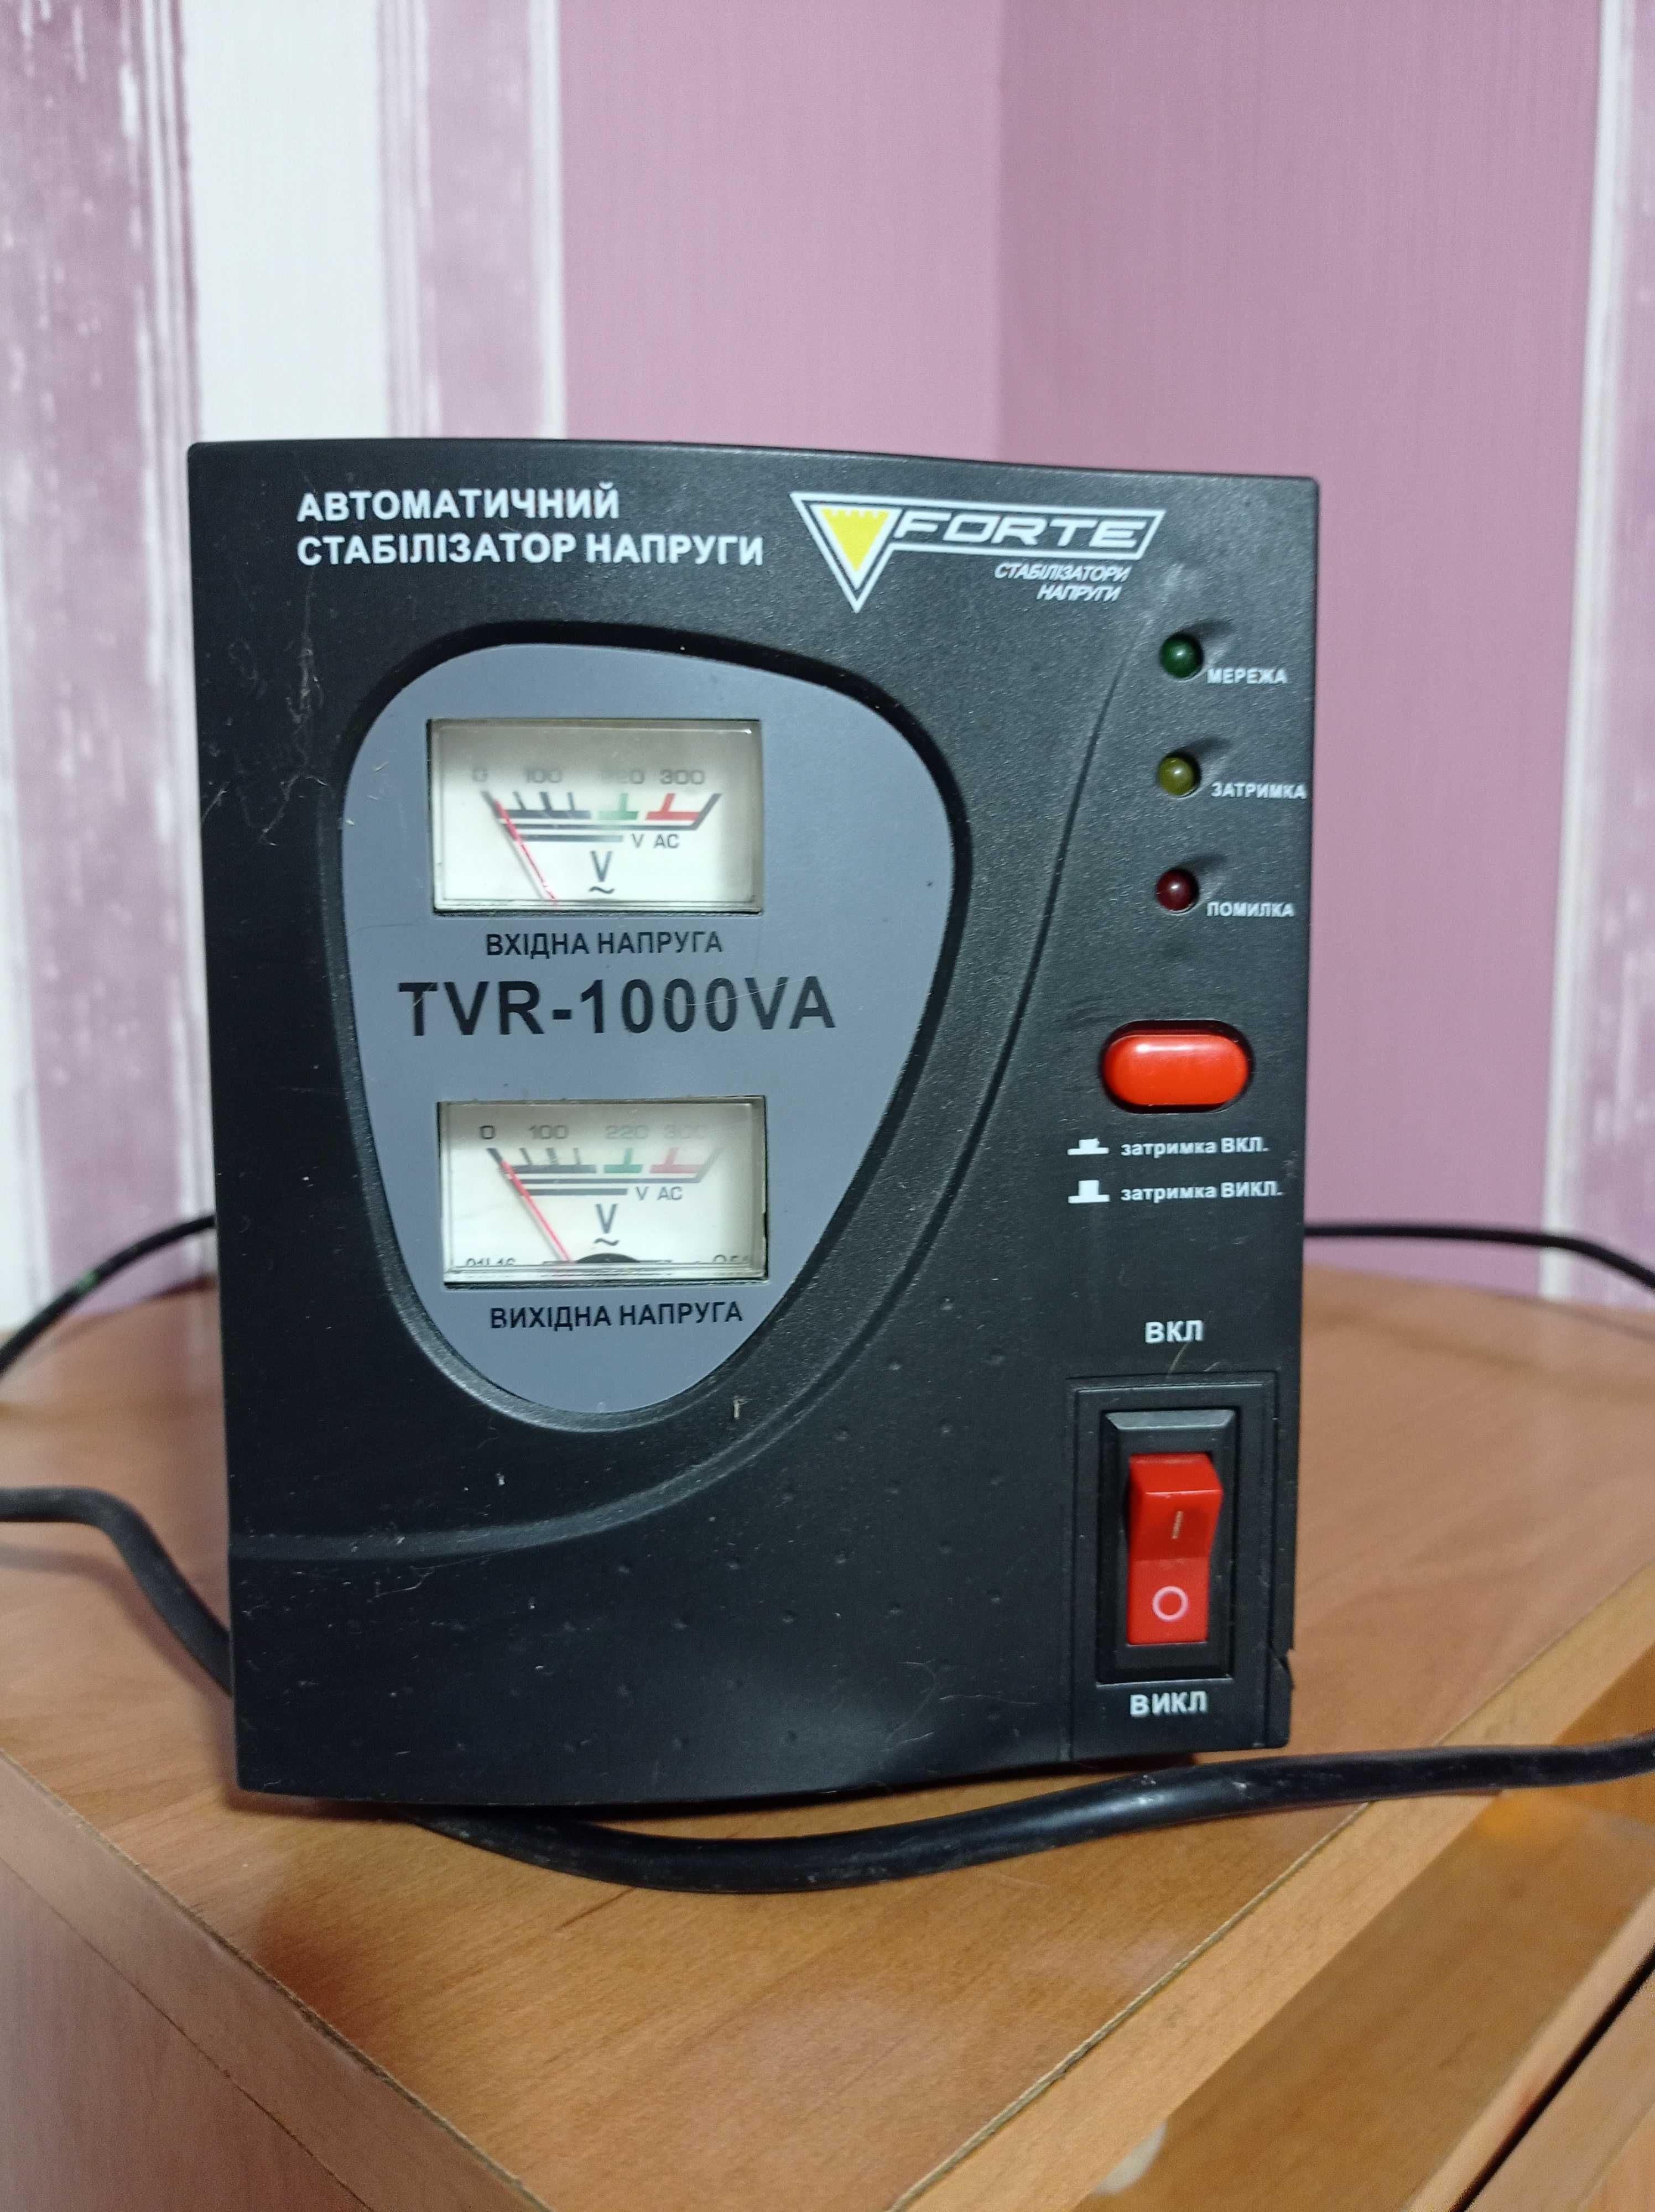 АВТОМАТИЧНИЙ
СТАБІЛІЗАТОР НАПРУГИ
FORTE
СТАБІЛІЗАТОРИ
НАПРУГИ
МЕРЕЖА
ЗАТРИМКА
ПОМИЛКА
0 100 300
V AC
V
~
ВХІДНА НАПРУГА
TVR-1000VA
0 100 220 300
V AC
V
~
ВИХІДНА НАПРУГА
затримка ВКЛ.
затримка ВИКЛ.
ВКЛ
I
O
ВИКЛ